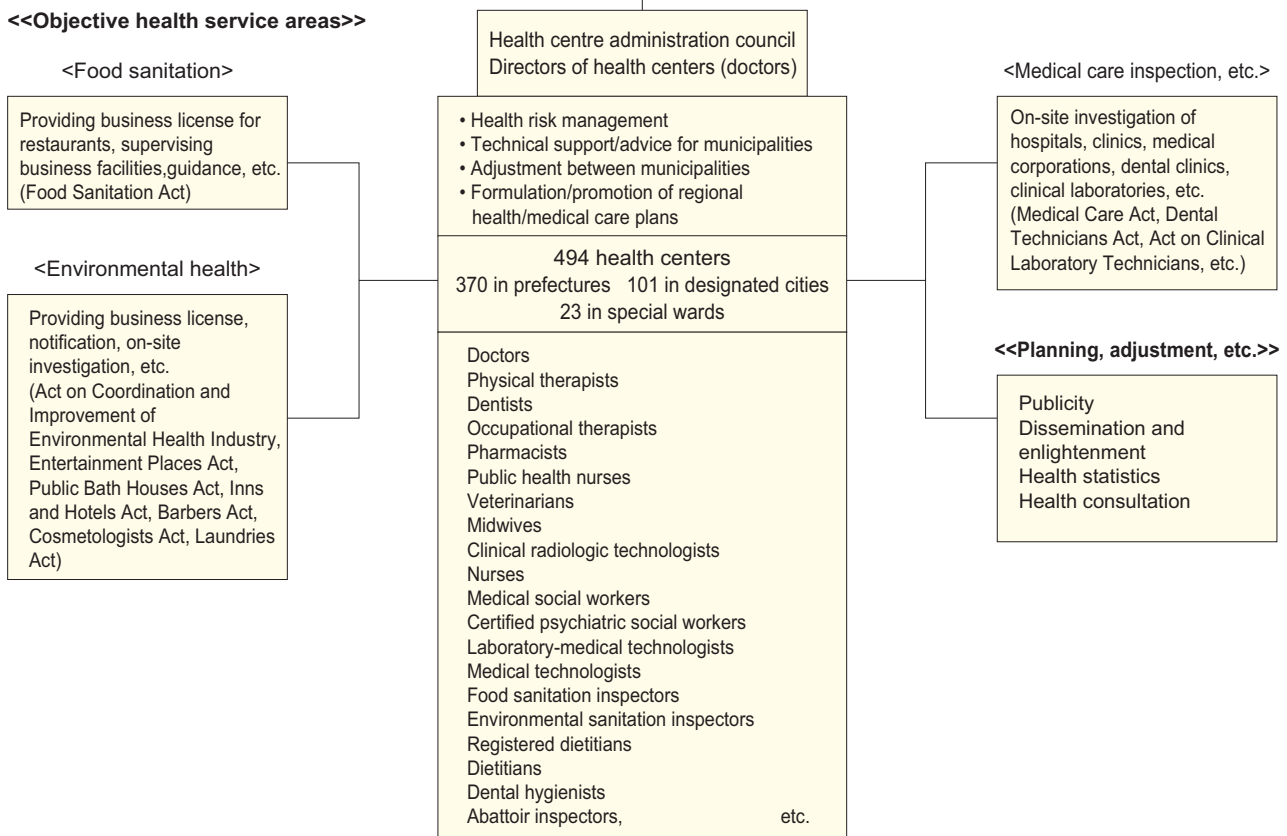 <<Objective health service areas>>
<Food sanitation>
Providing business license for
restaurants, supervising
business facilities,guidance, etc.
(Food Sanitation Act)
<Environmental health>
Providing business license,
notification, on-site
investigation, etc.
(Act on Coordination and
Improvement of
Environmental Health Industry,
Entertainment Places Act,
Public Bath Houses Act, Inns
and Hotels Act, Barbers Act,
Cosmetologists Act, Laundries
Act)
Health centre administration council
Directors of health centers (doctors)
• Health risk management
• Technical support/advice for municipalities
• Adjustment between municipalities
• Formulation/promotion of regional
health/medical care plans
494 health centers
370 in prefectures 101 in designated cities
23 in special wards
Doctors
Physical therapists
Dentists
Occupational therapists
Pharmacists
Public health nurses
Veterinarians
Midwives
Clinical radiologic technologists
Nurses
Medical social workers
Certified psychiatric social workers
Laboratory-medical technologists
Medical technologists
Food sanitation inspectors
Environmental sanitation inspectors
Registered dietitians
Dietitians
Dental hygienists
Abattoir inspectors, etc.
<Medical care inspection, etc.>
On-site investigation of
hospitals, clinics, medical
corporations, dental clinics,
clinical laboratories, etc.
(Medical Care Act, Dental
Technicians Act, Act on Clinical
Laboratory Technicians, etc.)
<<Planning, adjustment, etc.>>
Publicity
Dissemination and
enlightenment
Health statistics
Health consultation